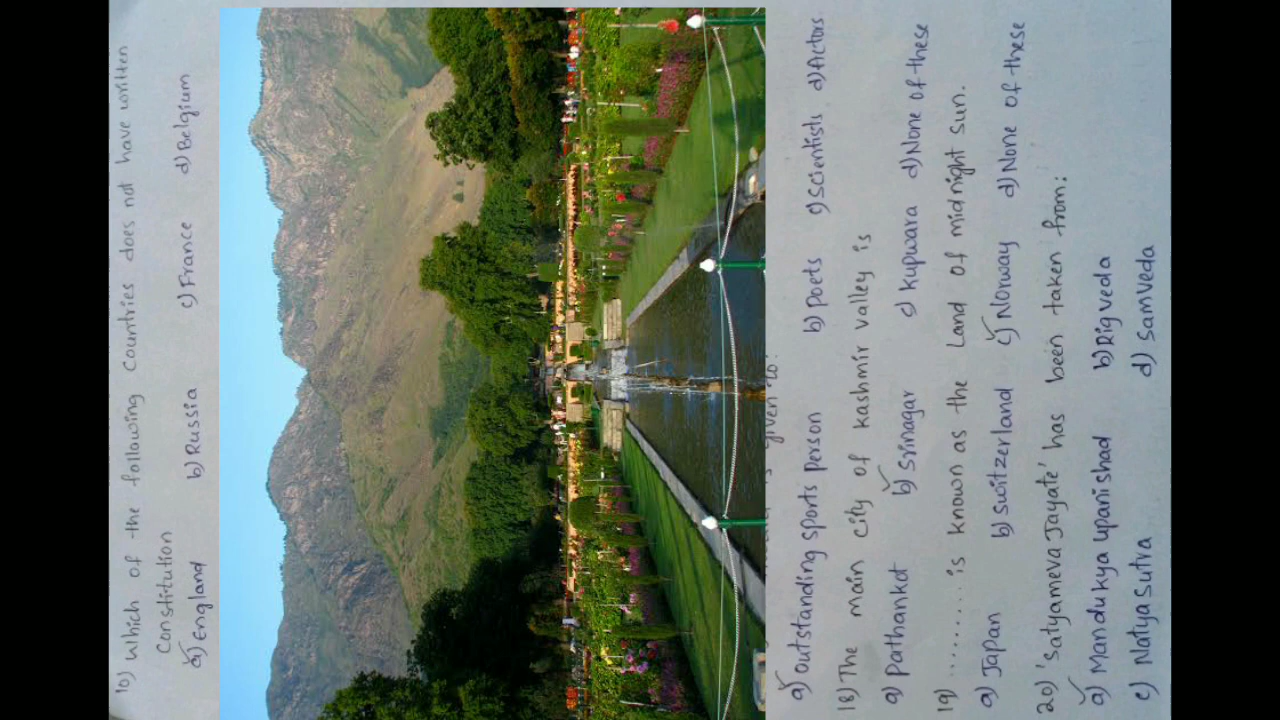 10) Which of the following countries does not have written
Constitution
a) England b) Russia c) France d) Belgium
given to:
a) Outstanding sports person b) Poets c) Scientists d) Actors
18) The main city of kashmir valley is
a) Pathankot b) Srinagar c) kupwara d) None of these
19) ......... is known as the Land of midnight sun.
a) Japan b) switzerland c) Norway d) None of these
20) 'Satyameva Jayate' has been taken from:
a) Mandukya upanishad b) Rigveda
c) Natyasutra d) Samveda